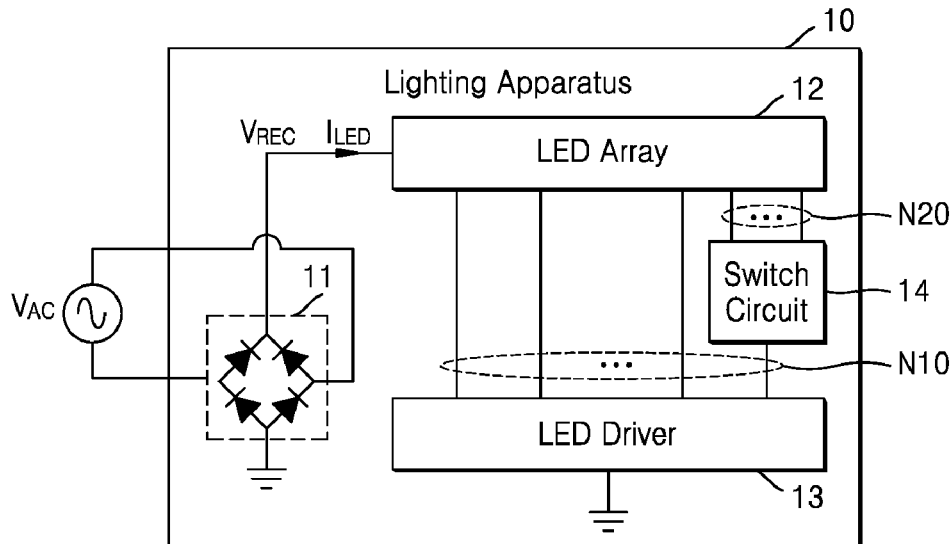 10
Lighting Apparatus
12
VREC
ILED
LED Array
N20
11
Switch
Circuit
14
VAC
N10
LED Driver
13